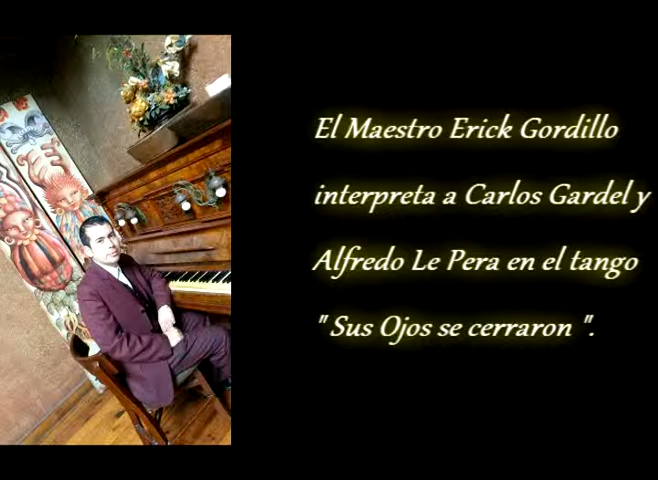 El Maestro Erick Gordillo
interpreta a Carlos Gardel y
Alfredo Le Pera en el tango
" Sus Ojos se cerraron ".